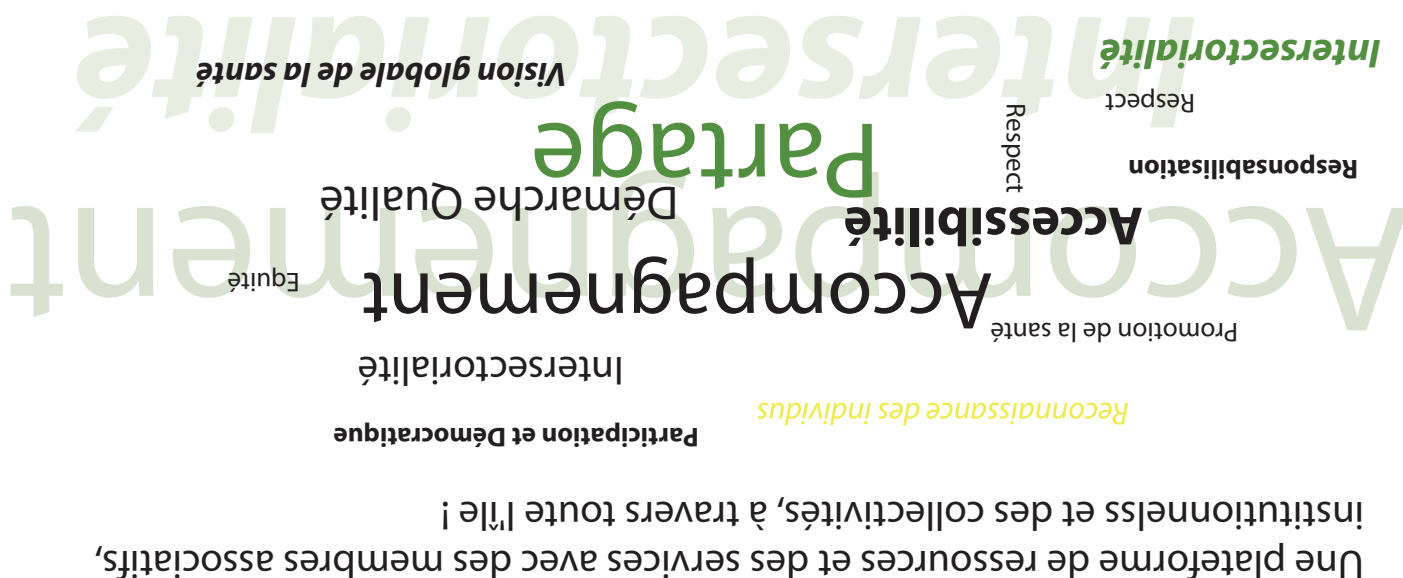 Une plateforme de ressources et des services avec des membres associatifs,
institutionnelss et des collectivités, à travers toute l'île !
Participation et Démocratique
Reconnaissance des individus
Intersectorialité
Promotion de la santé
Accompagnement
Equité
Accompagnement
Accessibilité
Démarche Qualité
Partage
Responsabilisation
Respect
Respect
Vision globale de la santé
Intersectorialité
Intersectorialité